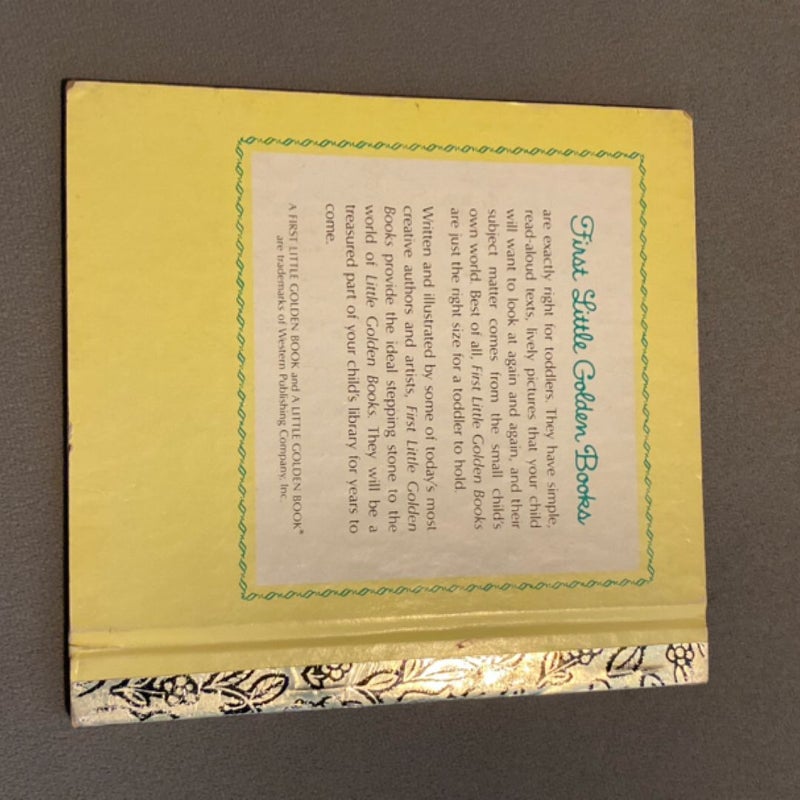 First Little Golden Books
are exactly right for toddlers. They have simple,
read-aloud texts, lively pictures that your child
will want to look at again and again, and their
subject matter comes from the small child's
own world. Best of all, First Little Golden Books
are just the right size for a toddler to hold.
Written and illustrated by some of today's most
creative authors and artists, First Little Golden
Books provide the ideal stepping stone to the
world of Little Golden Books. They will be a
treasured part of your child's library for years to
come.
A FIRST LITTLE GOLDEN BOOK and A LITTLE GOLDEN BOOK®
are trademarks of Western Publishing Company, Inc.